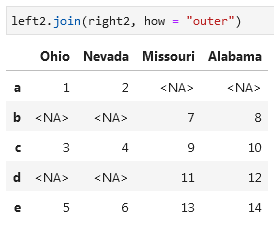 left2.join(right2, how = "outer")
Ohio Nevada Missouri Alabama
a 1 2 <NA> <NA>
b <NA> <NA> 7 8
c 3 4 9 10
d <NA> <NA> 11 12
e 5 6 13 14